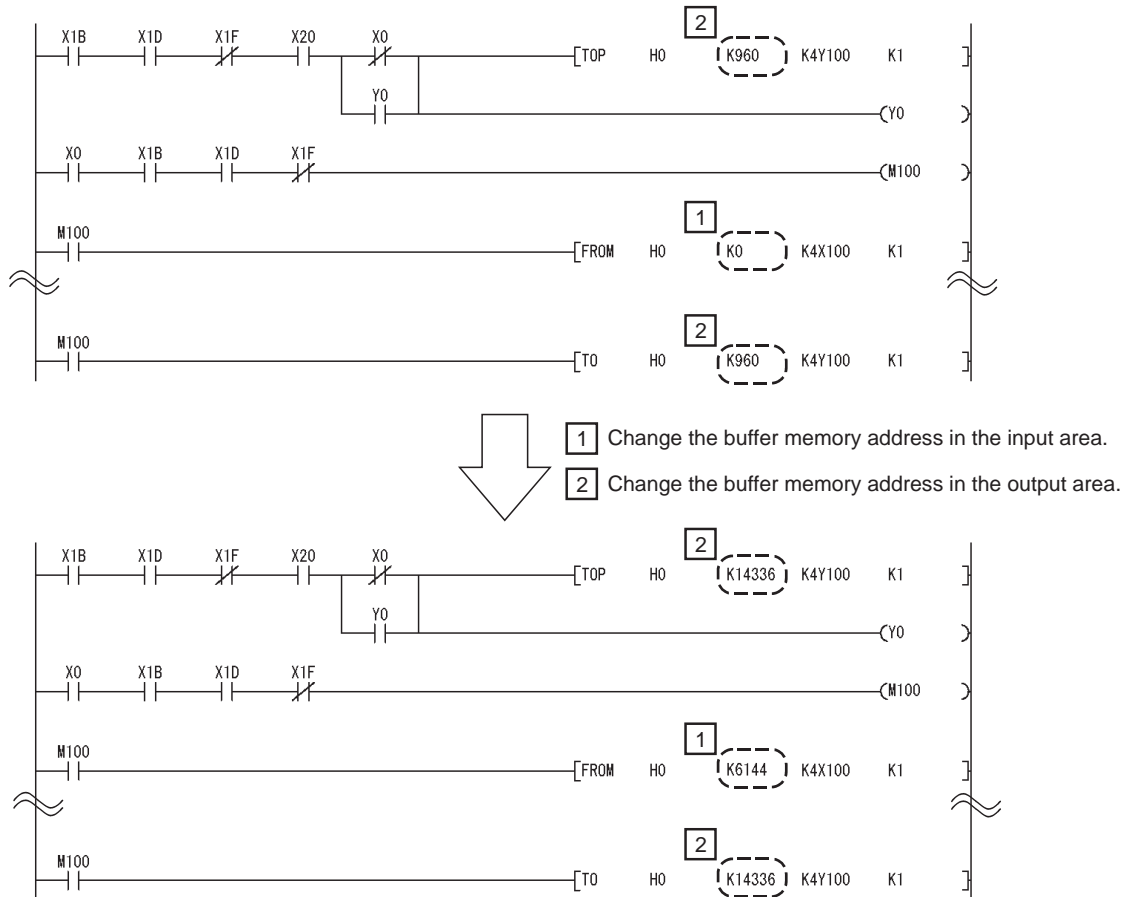 2
X1B X1D X1F X20 X0
[TOP H0 K960 K4Y100 K1 ]
Y0
(Y0 )
X0 X1B X1D X1F
(M100 )
1
M100
[FROM H0 K0 K4X100 K1 ]
2
M100
[TO H0 K960 K4Y100 K1 ]
1 Change the buffer memory address in the input area.
2 Change the buffer memory address in the output area.
2
X1B X1D X1F X20 X0
[TOP H0 K14336 K4Y100 K1 ]
Y0
(Y0 )
X0 X1B X1D X1F
(M100 )
1
M100
[FROM H0 K6144 K4X100 K1 ]
2
M100
[TO H0 K14336 K4Y100 K1 ]